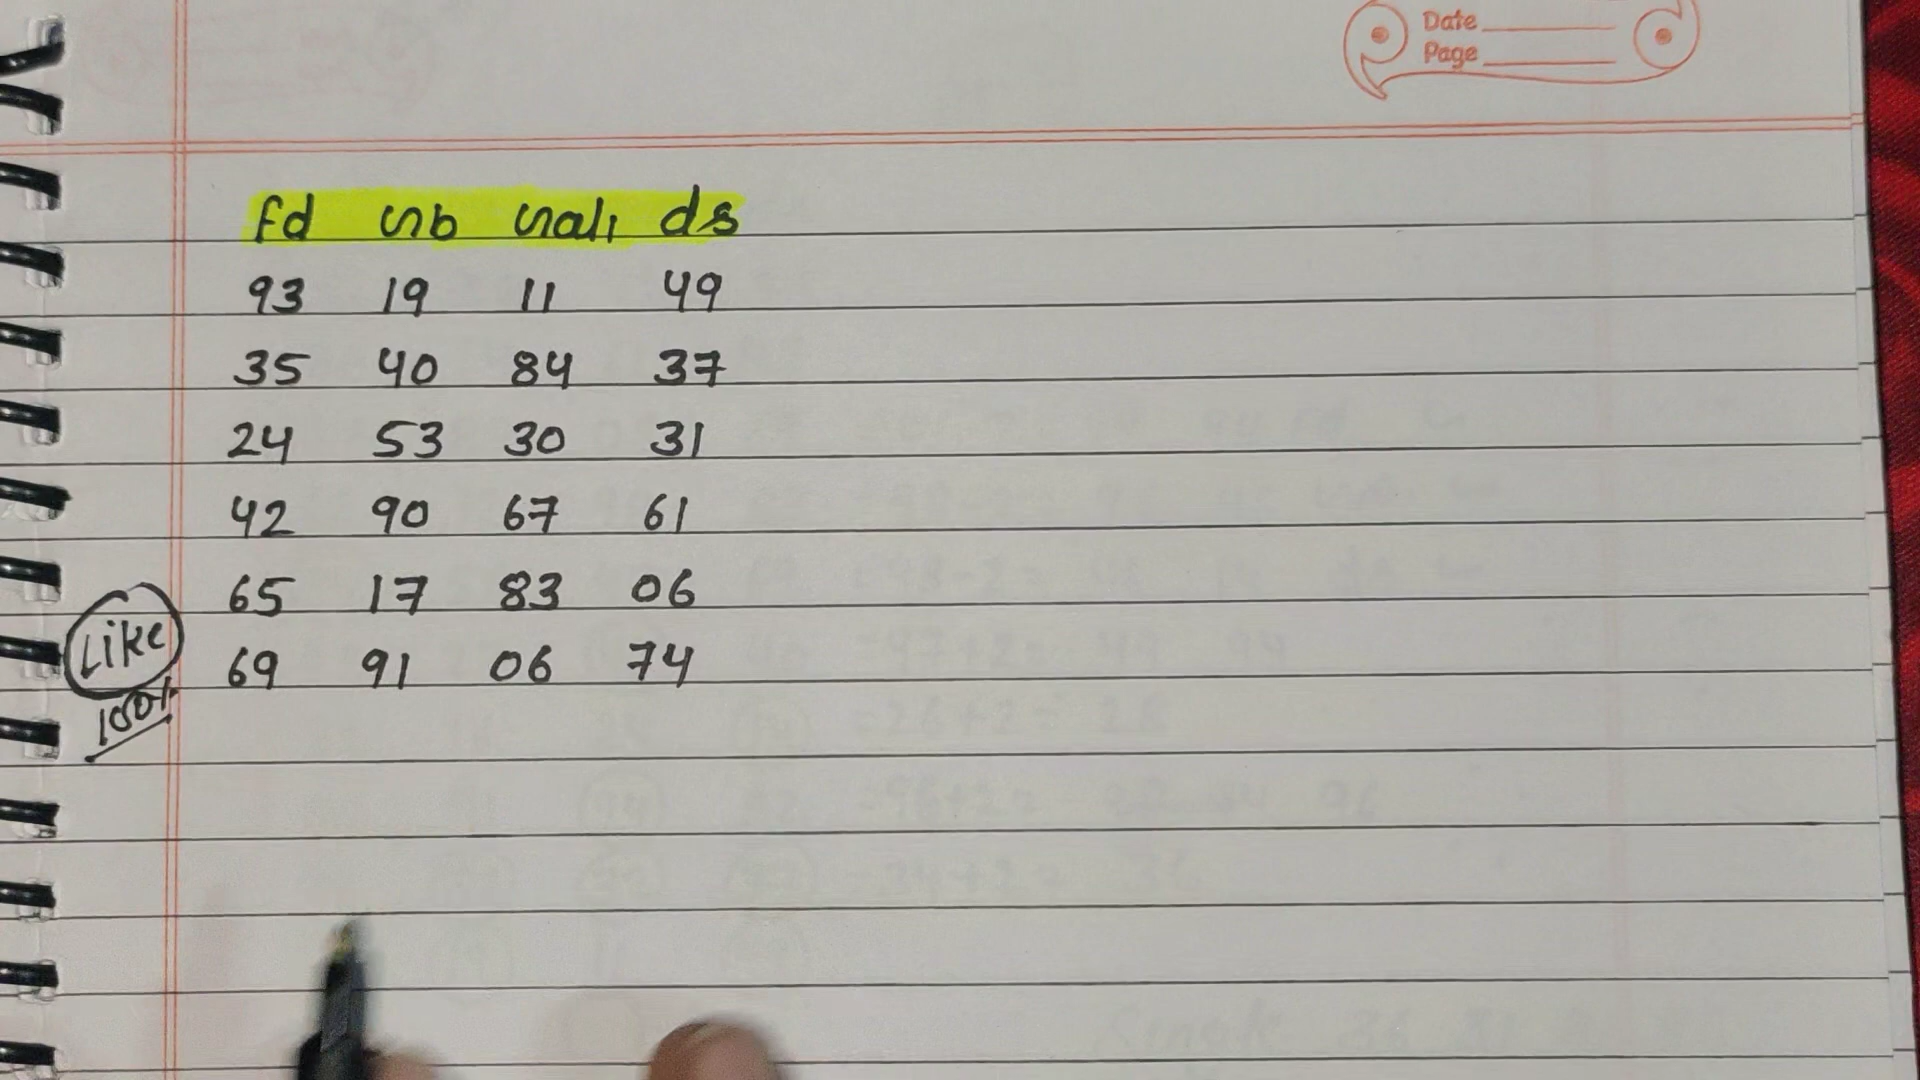 Date
Page
Fd Gb Gali ds
93 19 11 49
35 40 84 37
24 53 30 31
42 90 67 61
65 17 83 06
69 91 06 74
Like
100%